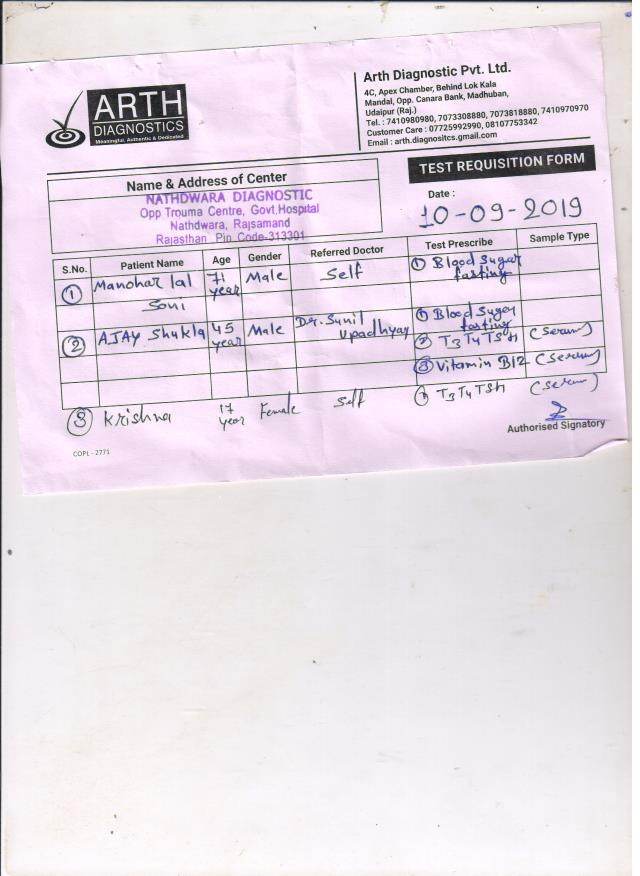 ARTH
DIAGNOSTICS
Meaningful, Authentic & Dedicated
Arth Diagnostic Pvt. Ltd.
4C, Apex Chamber, Behind Lok Kala
Mandal, Opp. Canara Bank, Madhuban,
Udaipur (Raj.)
Tel. : 7410980980, 7073308880, 7073818880, 7410970970
Customer Care : 07725992990, 08107753342
Email : arth.diagnositcs.gmail.com
TEST REQUISITION FORM
Name & Address of Center
NATHDWARA DIAGNOSTIC
Opp Trouma Centre, Govt.Hospital
Nathdwara, Rajsamand
Rajasthan Pin Code-313301
Date :
10-09-2019
S.No. Patient Name Age Gender Referred Doctor Test Prescribe Sample Type
1 Manohar lal 71 Male Self 1 Blood Sugar
Soni year fasting
2 AJAY Shukla 45 Male Dr. Sunil 1 Blood Sugar
year Upadhyay fasting
2 T3 T4 TSH (Serum)
3 Vitamin B12 (Serum)
3 Krishna 17 Female Self 1 T3 T4 TSH (Serum)
year
Authorised Signatory
COPL - 2771